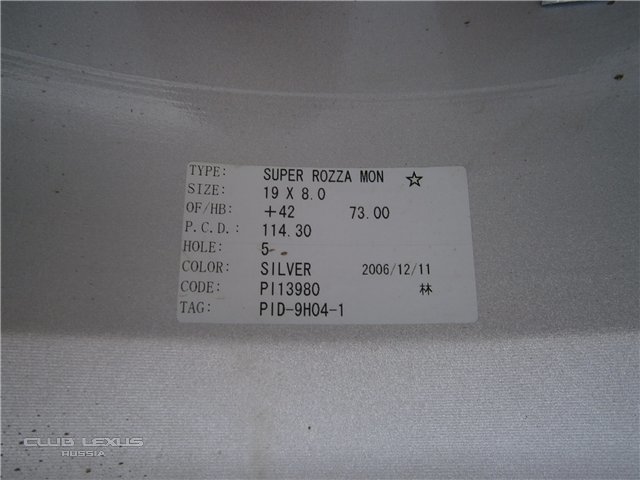 TYPE: SUPER ROZZA MON ☆
SIZE: 19 X 8.0
OF/HB: +42 73.00
P.C.D.: 114.30
HOLE: 5
COLOR: SILVER 2006/12/11
CODE: PI13980 林
TAG: PID-9H04-1
CLUB LEXUS
RUSSIA